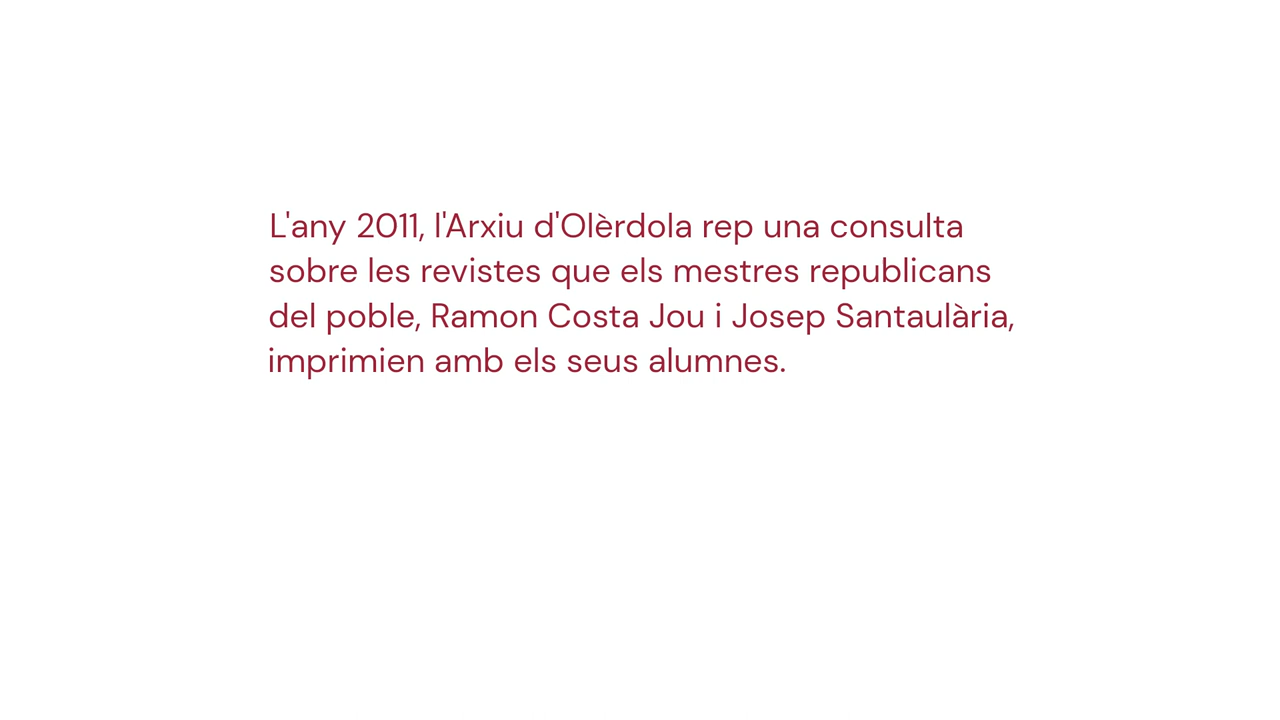 L'any 2011, l'Arxiu d'Olèrdola rep una consulta
sobre les revistes que els mestres republicans
del poble, Ramon Costa Jou i Josep Santaulària,
imprimien amb els seus alumnes.